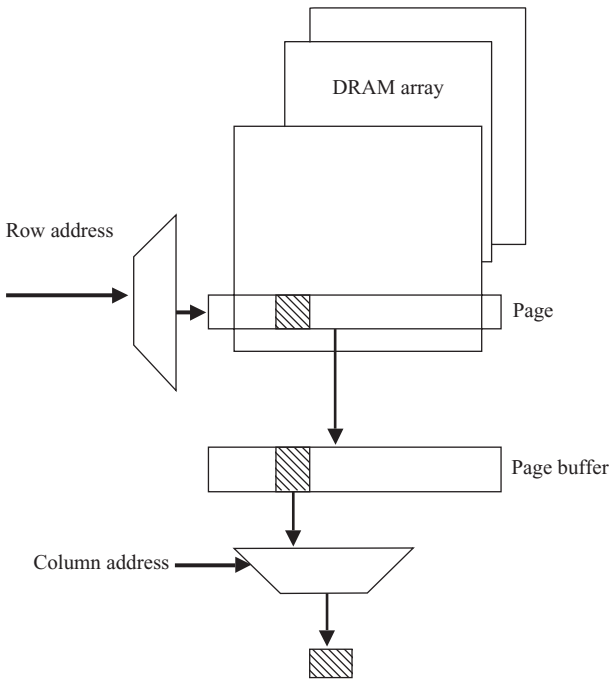 DRAM array
Row address
Page
Page buffer
Column address